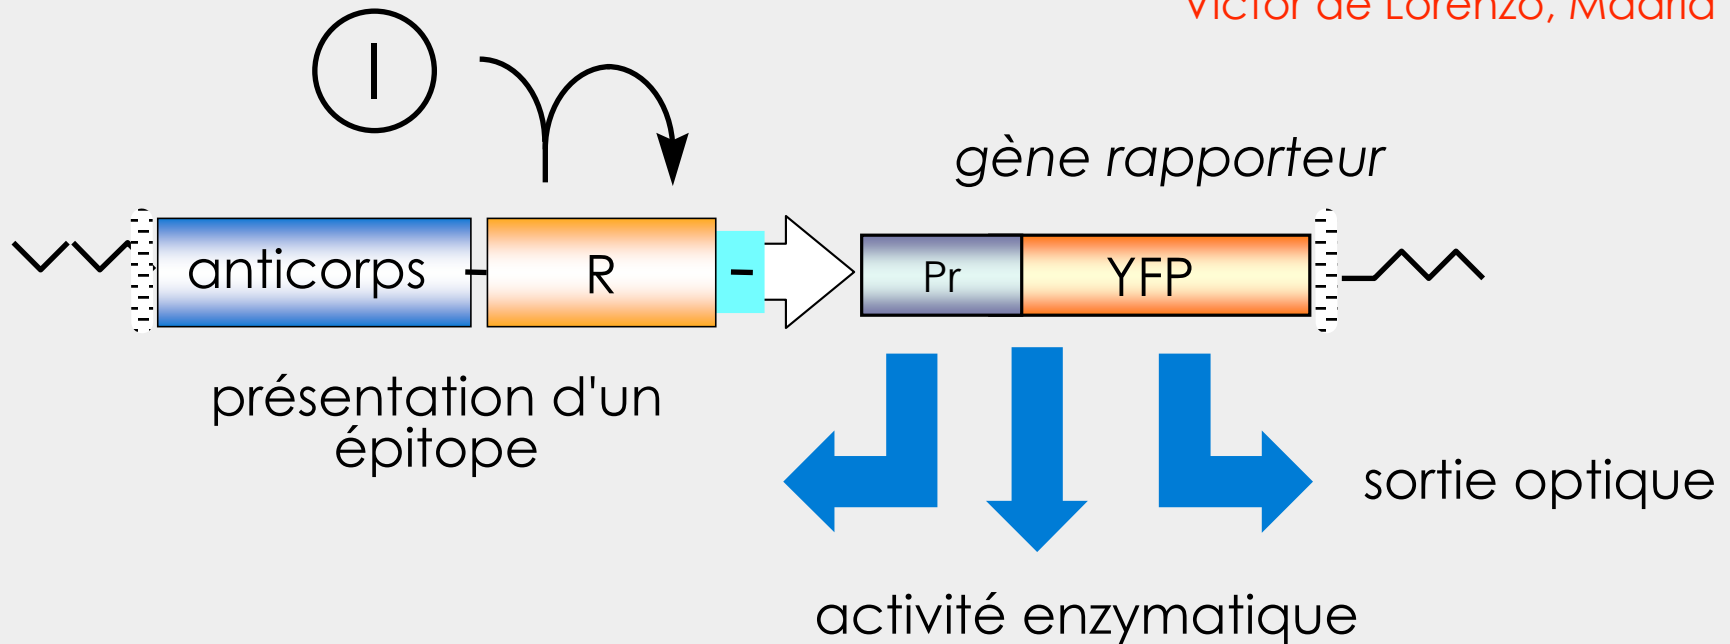 Victor de Lorenzo, Madrid
I
gène rapporteur
anticorps - R - Pr YFP
présentation d'un
épitope
sortie optique
activité enzymatique